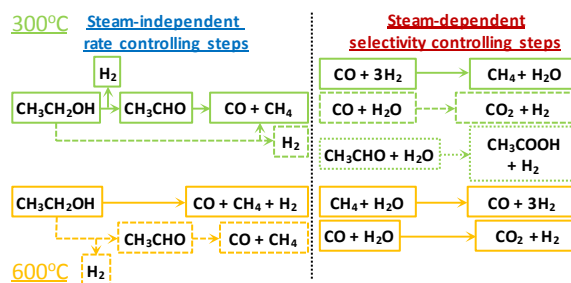 300°C
Steam-independent
rate controlling steps
H₂
CH₃CH₂OH
CH₃CHO
CO + CH₄
H₂
Steam-dependent
selectivity controlling steps
CO + 3H₂
CH₄ + H₂O
CO + H₂O
CO₂ + H₂
CH₃CHO + H₂O
CH₃COOH
+ H₂
CH₃CH₂OH
CO + CH₄ + H₂
CH₃CHO
CO + CH₄
H₂
600°C
CH₄ + H₂O
CO + 3H₂
CO + H₂O
CO₂ + H₂